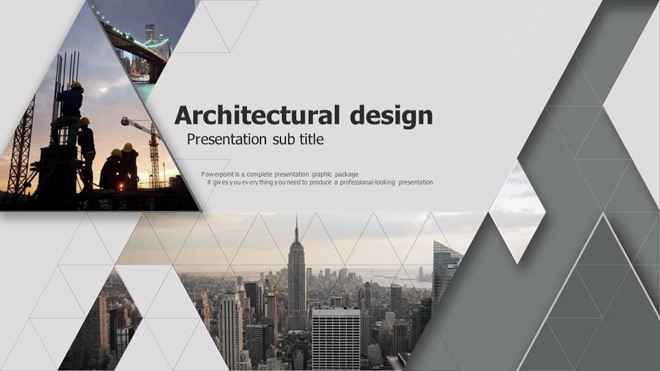 Architectural design
Presentation sub title
Powerpoint is a complete presentation graphic package
it gives you everything you need to produce a professional-looking presentation